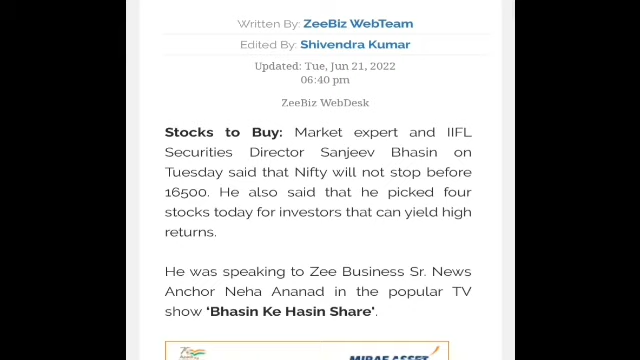 Written By: ZeeBiz WebTeam
Edited By: Shivendra Kumar
Updated: Tue, Jun 21, 2022
06:40 pm
ZeeBiz WebDesk
Stocks to Buy: Market expert and IIFL
Securities Director Sanjeev Bhasin on
Tuesday said that Nifty will not stop before
16500. He also said that he picked four
stocks today for investors that can yield high
returns.
He was speaking to Zee Business Sr. News
Anchor Neha Ananad in the popular TV
show 'Bhasin Ke Hasin Share'.
MIRAE ASSET